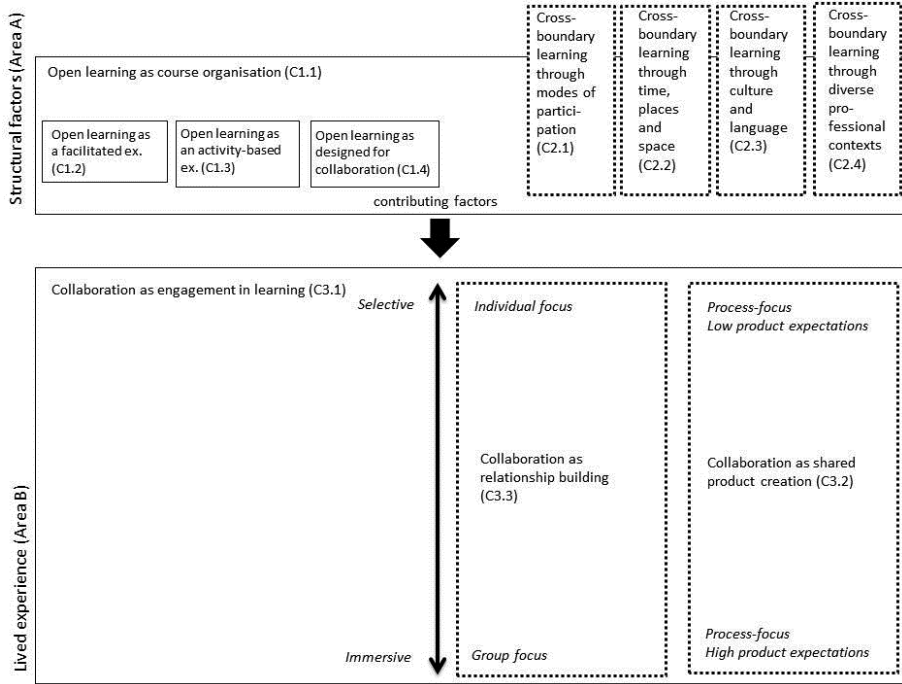 Structural factors (Area A)
Open learning as course organisation (C1.1)
Open learning as
a facilitated ex.
(C1.2)
Open learning as
an activity-based
ex. (C1.3)
Open learning as
designed for
collaboration (C1.4)
Cross-
boundary
learning
through
modes of
partici-
pation
(C2.1)
Cross-
boundary
learning
through
time,
places
and
space
(C2.2)
Cross-
boundary
learning
through
culture
and
language
(C2.3)
Cross-
boundary
learning
through
diverse
pro-
fessional
contexts
(C2.4)
contributing factors
Lived experience (Area B)
Collaboration as engagement in learning (C3.1)
Selective
Immersive
Individual focus
Collaboration as
relationship building
(C3.3)
Group focus
Process-focus
Low product expectations
Collaboration as shared
product creation (C3.2)
Process-focus
High product expectations